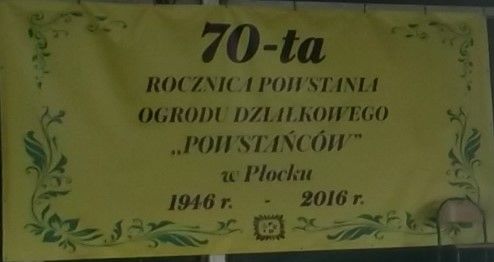 70-ta
ROCZNICA POWSTANIA
OGRODU DZIAŁKOWEGO
„POWSTAŃCÓW”
w Płocku
1946 r. - 2016 r.